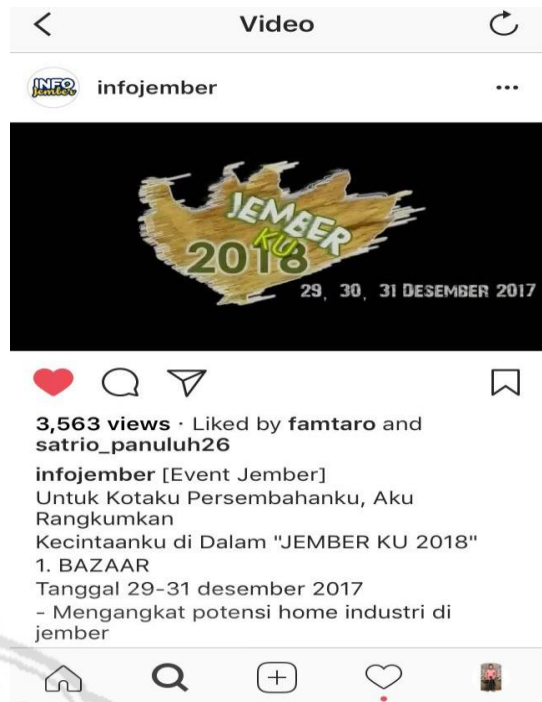 Video
INFO
Jember
infojember
JEMBER
KU
2018
29, 30, 31 DESEMBER 2017
3,563 views · Liked by famtaro and
satrio_panuluh26
infojember [Event Jember]
Untuk Kotaku Persembahanku, Aku
Rangkumkan
Kecintaanku di Dalam "JEMBER KU 2018"
1. BAZAAR
Tanggal 29-31 desember 2017
- Mengangkat potensi home industri di
jember